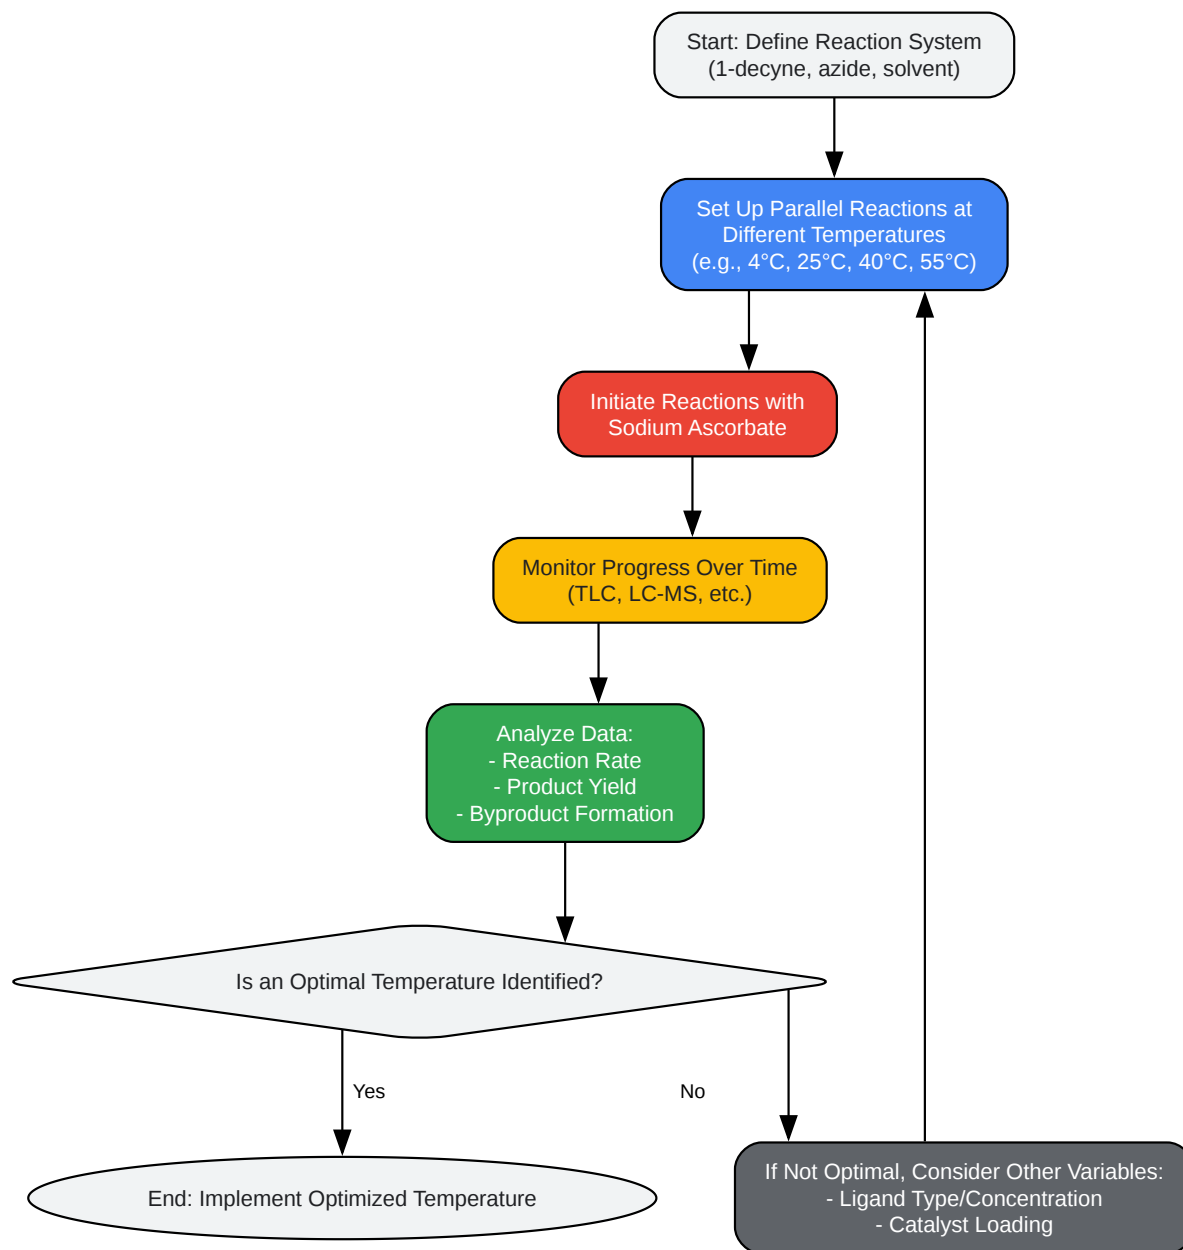 Start: Define Reaction System
(1-decyne, azide, solvent)
Set Up Parallel Reactions at
Different Temperatures
(e.g., 4°C, 25°C, 40°C, 55°C)
Initiate Reactions with
Sodium Ascorbate
Monitor Progress Over Time
(TLC, LC-MS, etc.)
Analyze Data:
- Reaction Rate
- Product Yield
- Byproduct Formation
Is an Optimal Temperature Identified?
Yes
No
End: Implement Optimized Temperature
If Not Optimal, Consider Other Variables:
- Ligand Type/Concentration
- Catalyst Loading